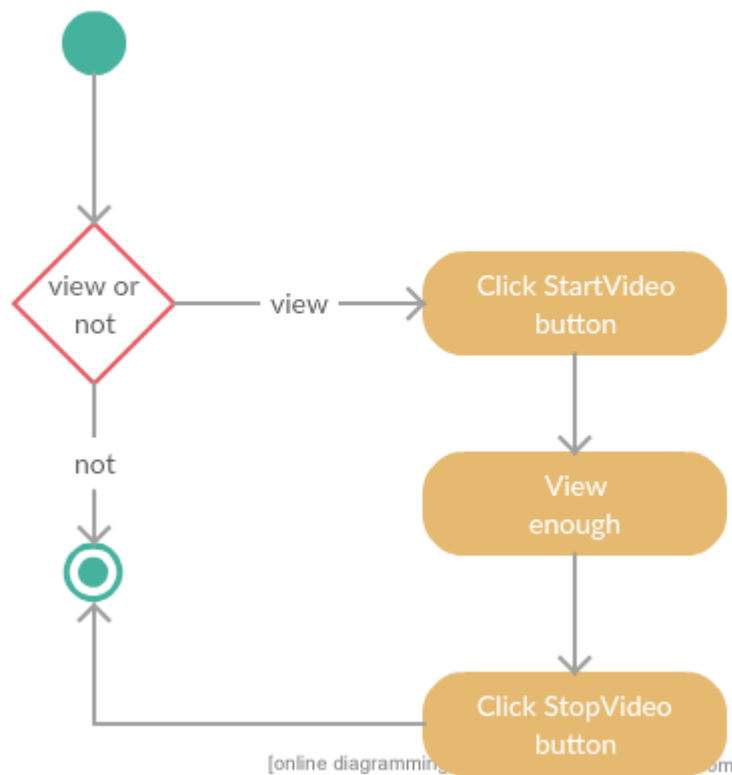 view or
not
view
Click StartVideo
button
not
View
enough
Click StopVideo
button
[online diagramming